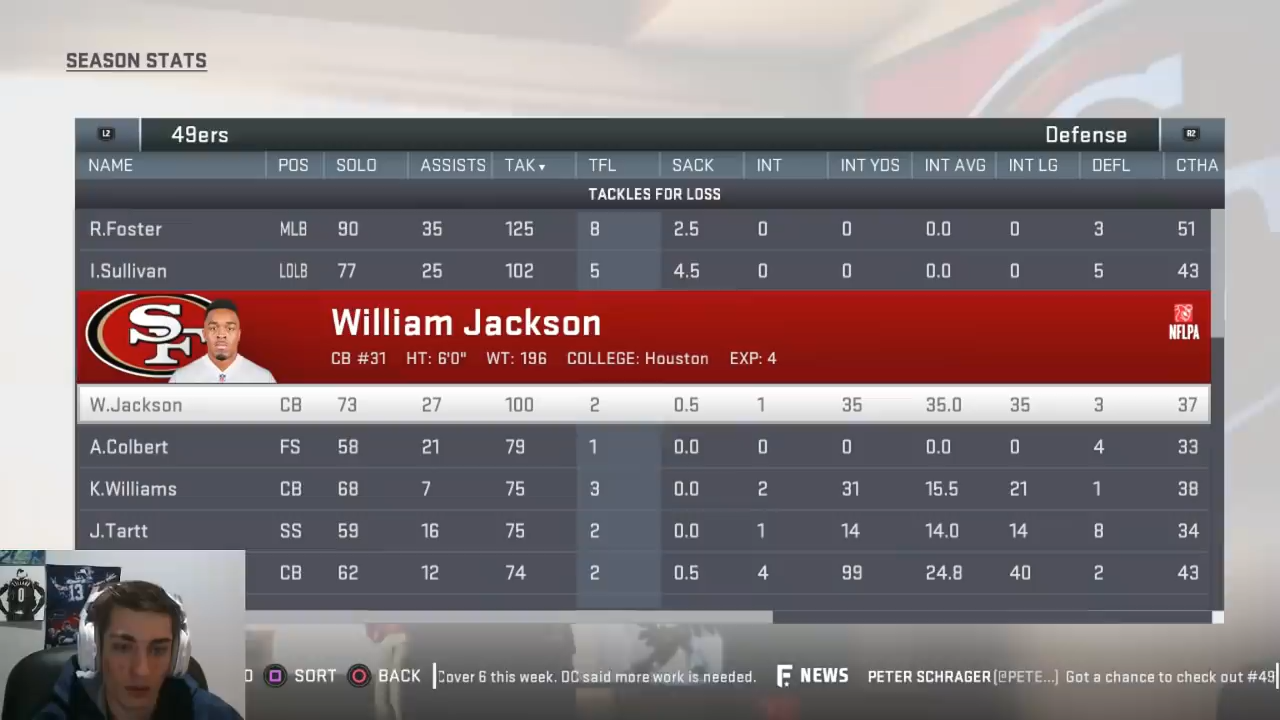 SEASON STATS
L2 49ers Defense R2
NAME POS SOLO ASSISTS TAK TFL SACK INT INT YDS INT AVG INT LG DEFL CTHA
TACKLES FOR LOSS
R.Foster MLB 90 35 125 8 2.5 0 0 0.0 0 3 51
I.Sullivan LOLB 77 25 102 5 4.5 0 0 0.0 0 5 43
SF William Jackson NFLPA
CB #31 HT: 6'0" WT: 196 COLLEGE: Houston EXP: 4
W.Jackson CB 73 27 100 2 0.5 1 35 35.0 35 3 37
A.Colbert FS 58 21 79 1 0.0 0 0 0.0 0 4 33
K.Williams CB 68 7 75 3 0.0 2 31 15.5 21 1 38
J.Tartt SS 59 16 75 2 0.0 1 14 14.0 14 8 34
CB 62 12 74 2 0.5 4 99 24.8 40 2 43
0
13
SORT BACK Cover 6 this week. DC said more work is needed. F NEWS PETER SCHRAGER(@PETE...) Got a chance to check out #49